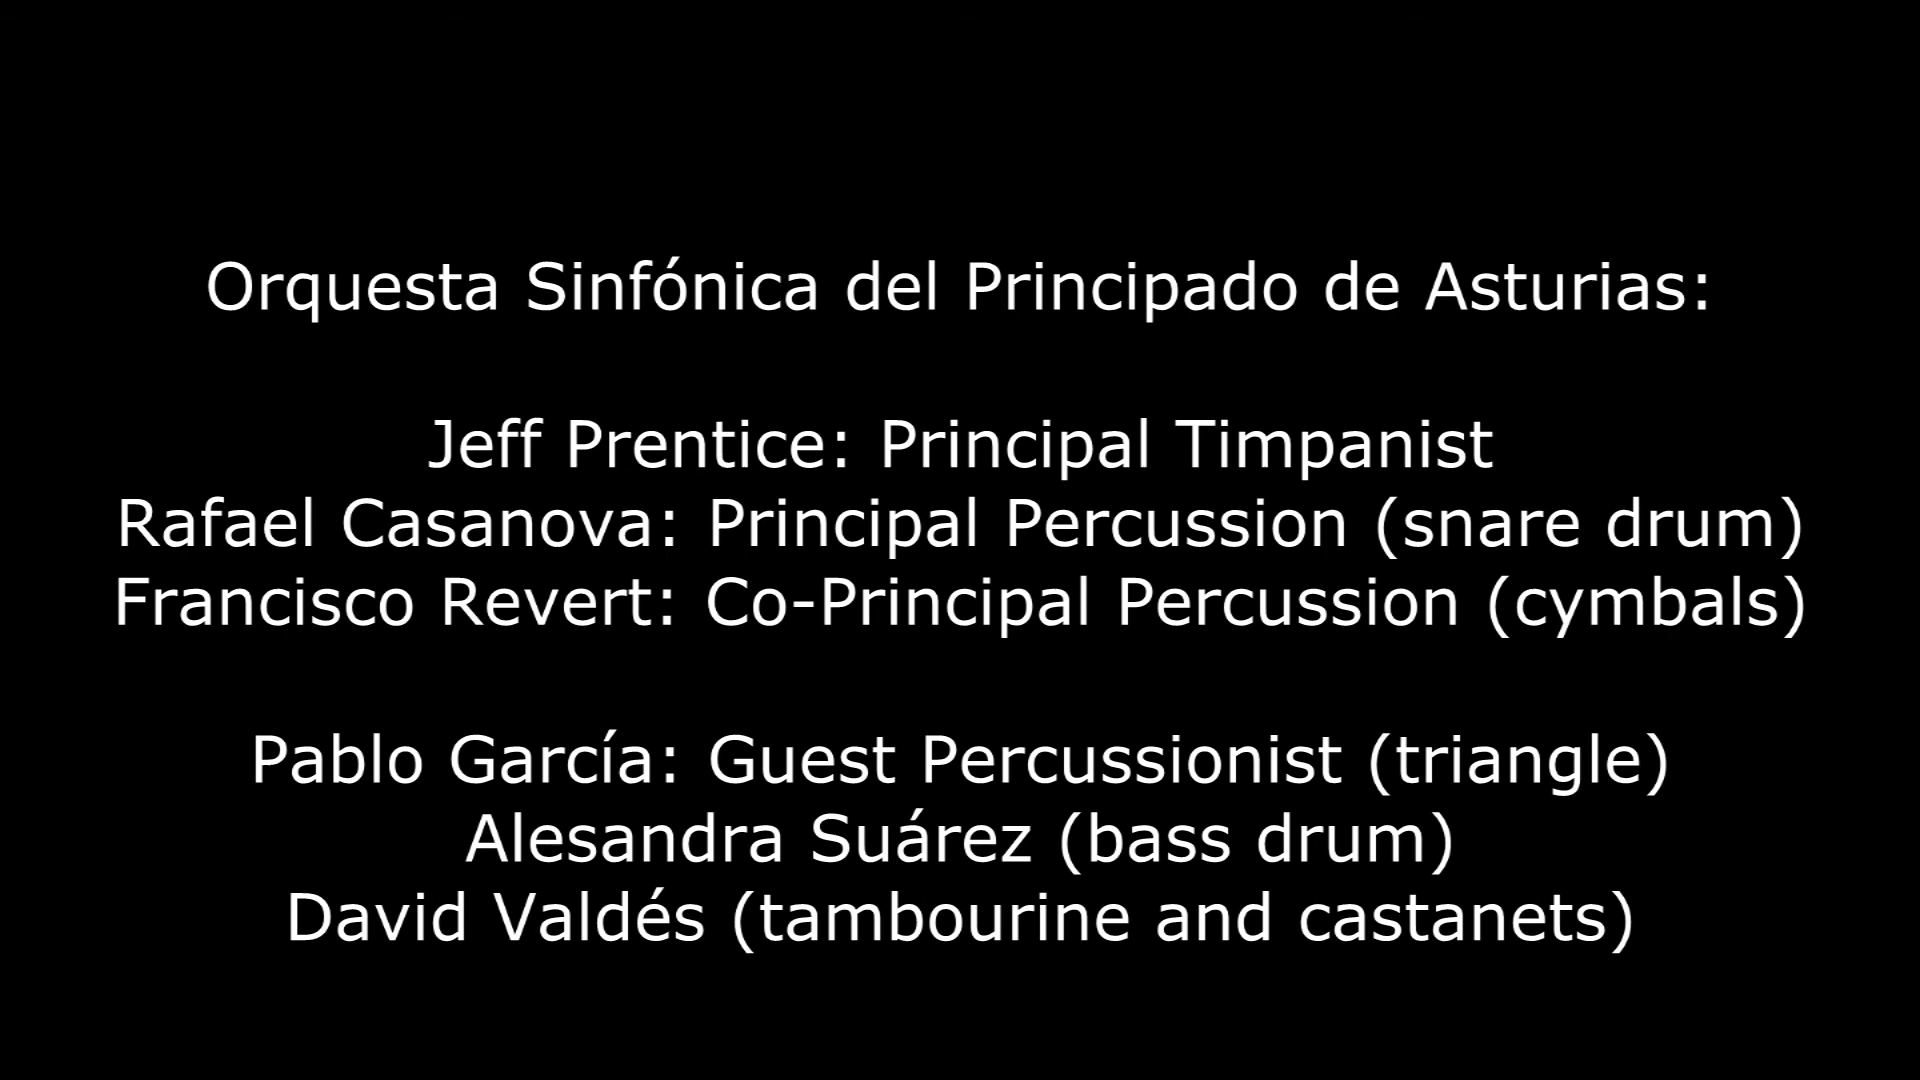 Orquesta Sinfónica del Principado de Asturias:
Jeff Prentice: Principal Timpanist
Rafael Casanova: Principal Percussion (snare drum)
Francisco Revert: Co-Principal Percussion (cymbals)
Pablo García: Guest Percussionist (triangle)
Alesandra Suárez (bass drum)
David Valdés (tambourine and castanets)